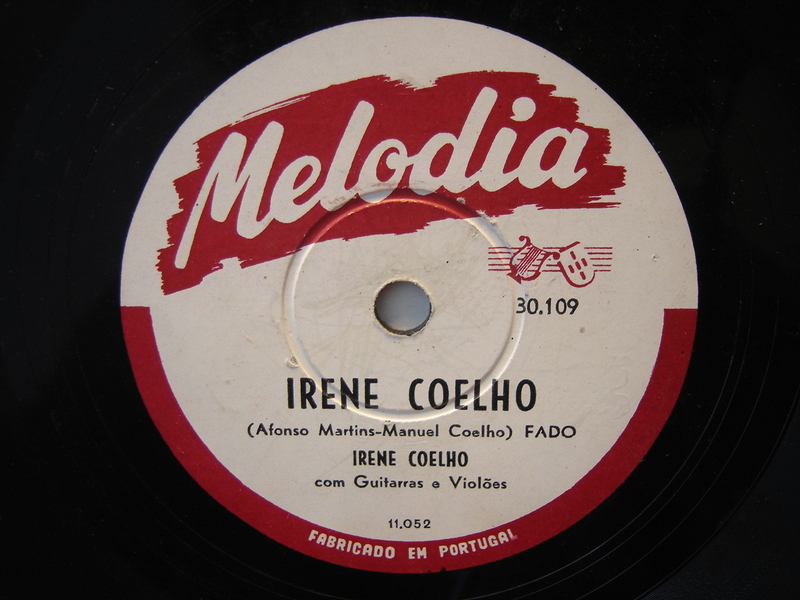 Melodia
30.109
IRENE COELHO
(Afonso Martins-Manuel Coelho) FADO
IRENE COELHO
com Guitarras e Violões
11.052
FABRICADO EM PORTUGAL